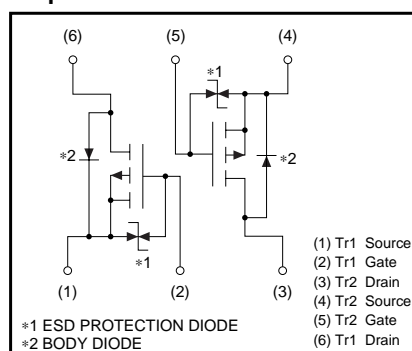 (6) (5) (4)
∗1
∗2
∗2
∗1
(1) (2) (3)
(1) Tr1 Source
(2) Tr1 Gate
(3) Tr2 Drain
(4) Tr2 Source
(5) Tr2 Gate
(6) Tr1 Drain
∗1 ESD PROTECTION DIODE
∗2 BODY DIODE